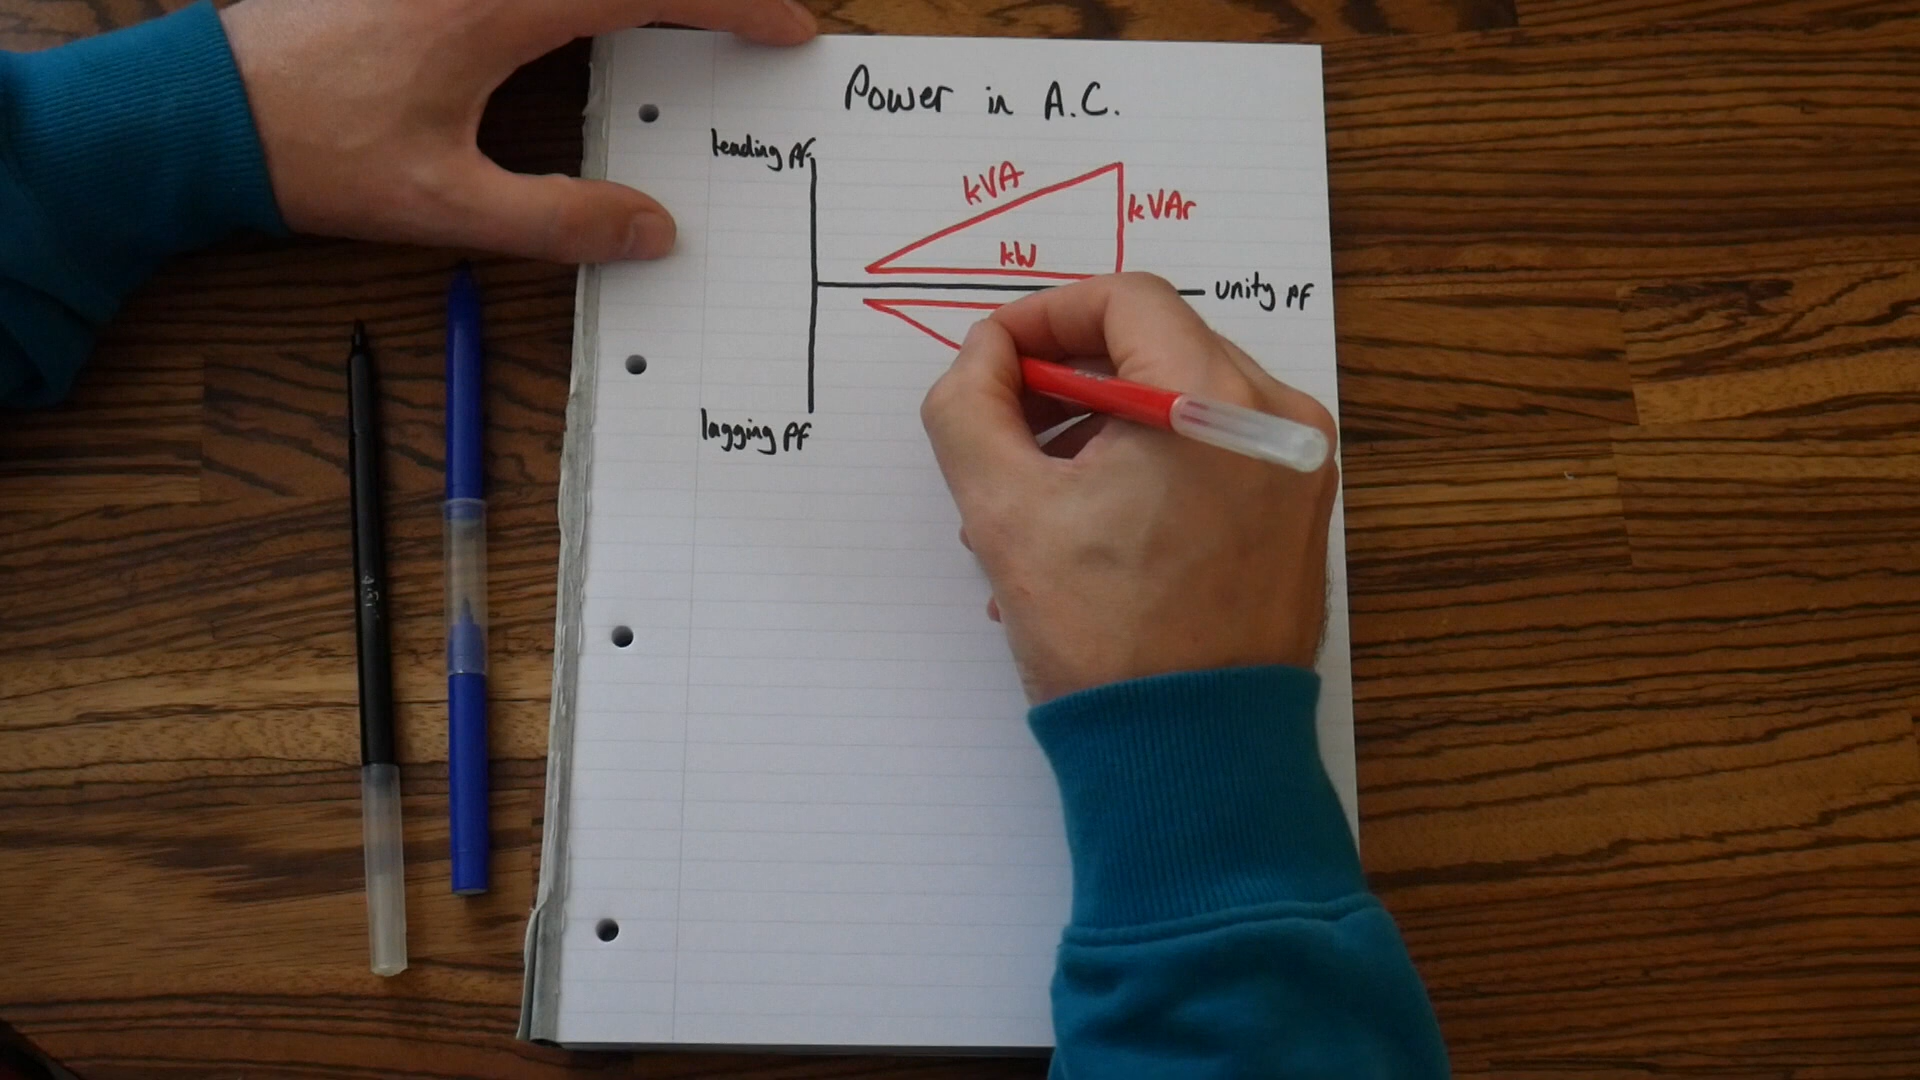 Power in A.C.
leading PF
kVA
kVAr
kW
unity PF
lagging PF